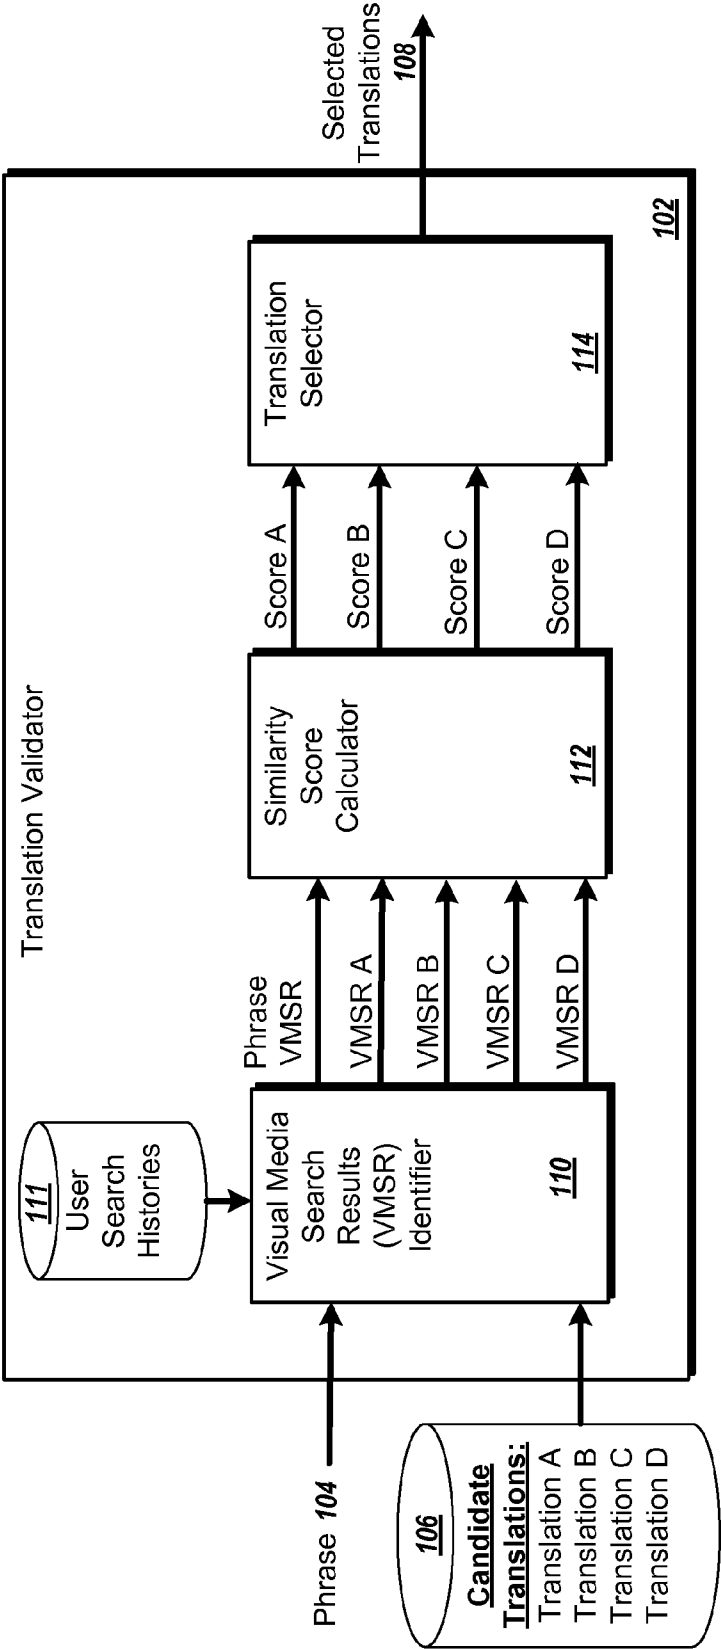 Translation Validator
111
User
Search
Histories
Phrase 104
106
Candidate
Translations:
Translation A
Translation B
Translation C
Translation D
Visual Media
Search
Results
(VMSR)
Identifier
110
Phrase
VMSR
VMSR A
VMSR B
VMSR C
VMSR D
Similarity
Score
Calculator
112
Score A
Score B
Score C
Score D
Translation
Selector
114
102
Selected
Translations
108